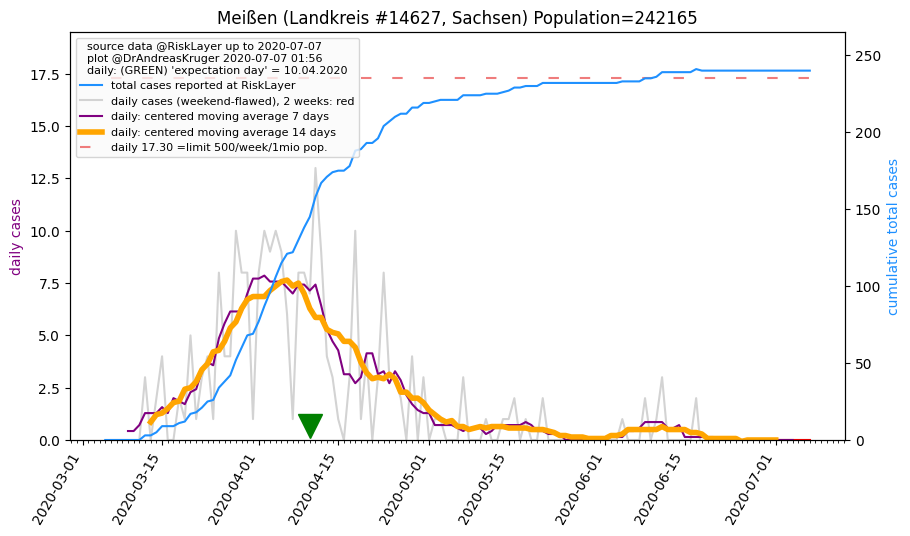 Meißen (Landkreis #14627, Sachsen) Population=242165
source data @RiskLayer up to 2020-07-07
plot @DrAndreasKruger 2020-07-07 01:56
daily: (GREEN) 'expectation day' = 10.04.2020
total cases reported at RiskLayer
daily cases (weekend-flawed), 2 weeks: red
daily: centered moving average 7 days
daily: centered moving average 14 days
daily 17.30 =limit 500/week/1mio pop.
daily cases
17.5
15.0
12.5
10.0
7.5
5.0
2.5
0.0
250
200
150
100
50
0
cumulative total cases
2020-03-01
2020-03-15
2020-04-01
2020-04-15
2020-05-01
2020-05-15
2020-06-01
2020-06-15
2020-07-01